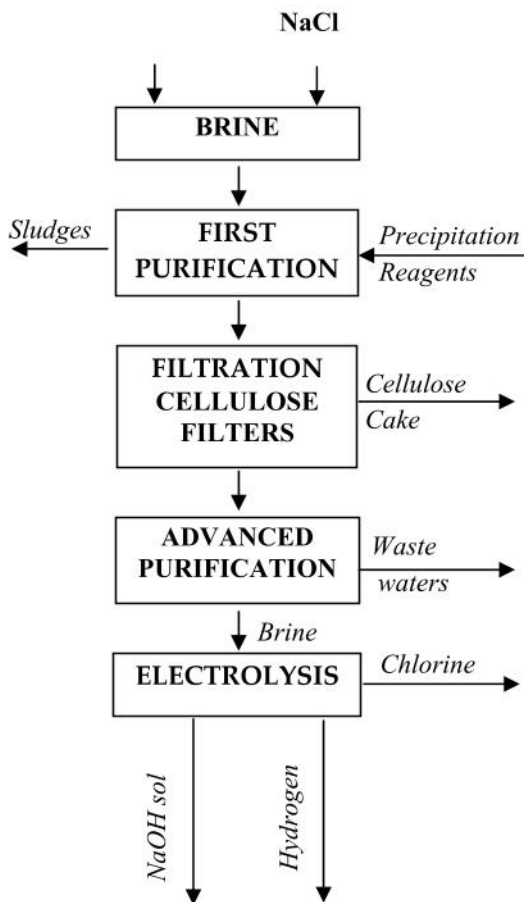 NaCl
BRINE
Sludges
FIRST
PURIFICATION
Precipitation
Reagents
FILTRATION
CELLULOSE
FILTERS
Cellulose
Cake
ADVANCED
PURIFICATION
Waste
waters
Brine
ELECTROLYSIS
Chlorine
NaOH sol
Hydrogen